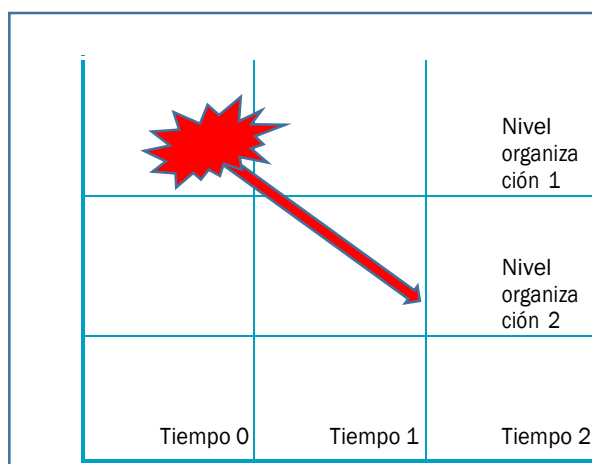 Nivel
organiza
ción 1
Nivel
organiza
ción 2
Tiempo 0
Tiempo 1
Tiempo 2